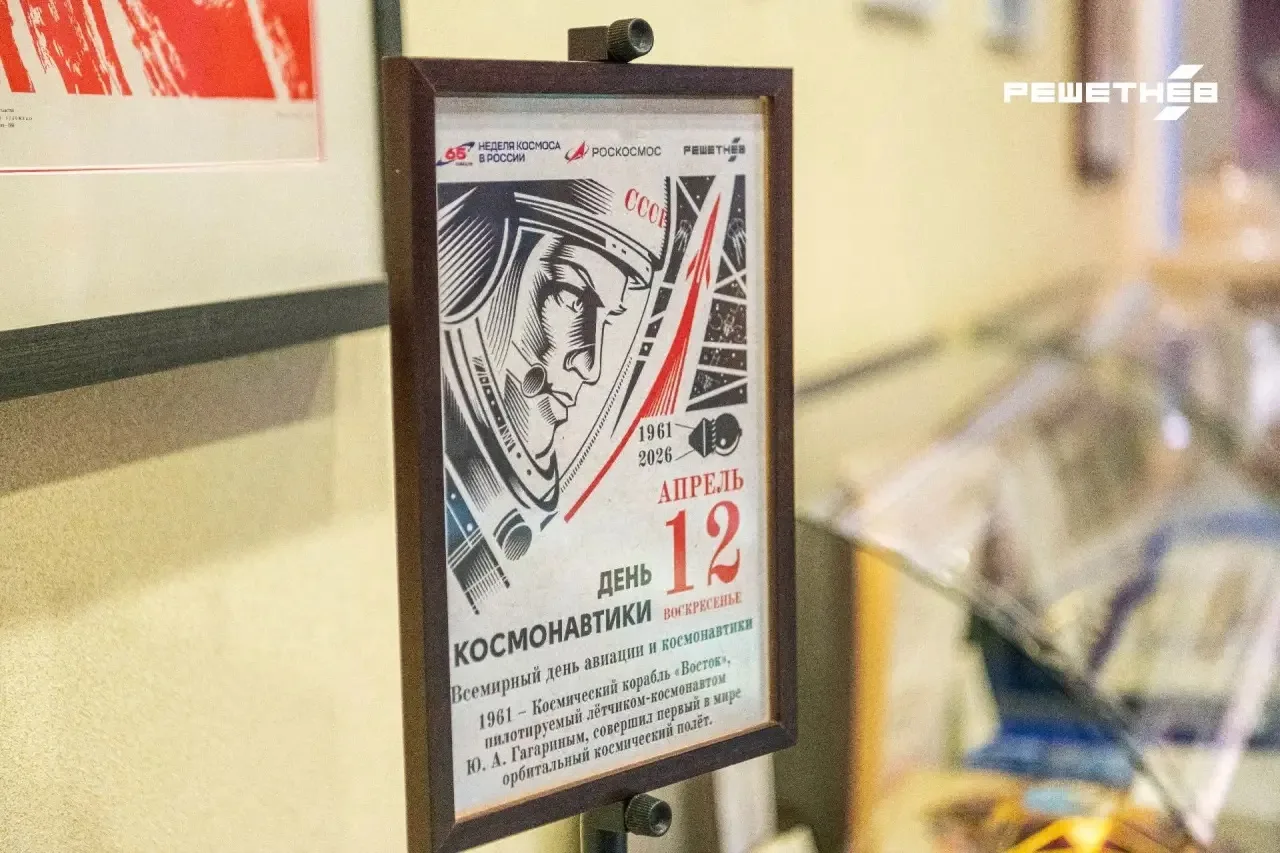 РЕШЕТНЁВ
65
НЕДЕЛЯ КОСМОСА
В РОССИИ
РОСКОСМОС
РЕШЕТНЁВ
СССР
1961
2026
АПРЕЛЬ
12
ВОСКРЕСЕНЬЕ
ДЕНЬ
КОСМОНАВТИКИ
Всемирный день авиации и космонавтики
1961 – Космический корабль «Восток»,
пилотируемый лётчиком-космонавтом
Ю. А. Гагариным, совершил первый в мире
орбитальный космический полёт.